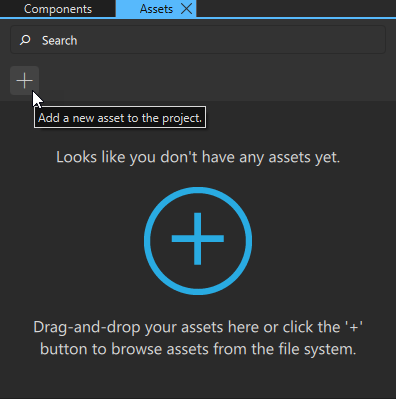 Components Assets
Search
Add a new asset to the project.
Looks like you don't have any assets yet.
Drag-and-drop your assets here or click the '+'
button to browse assets from the file system.